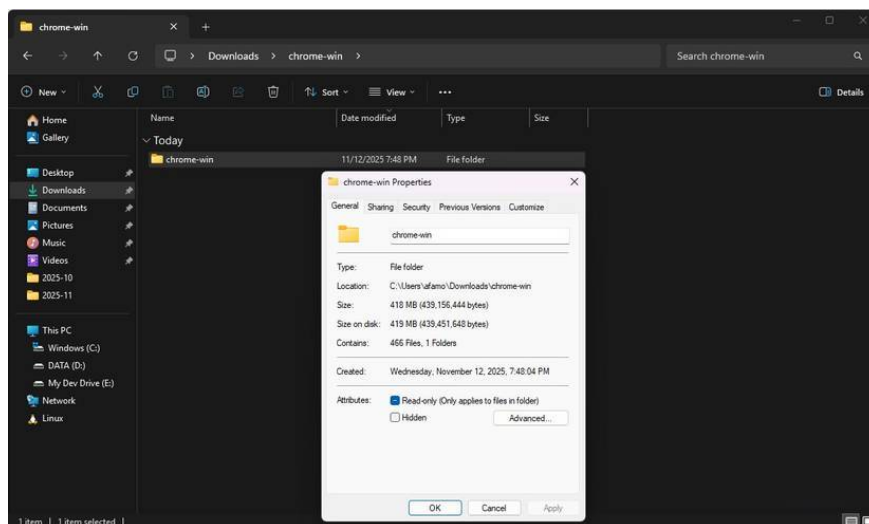 chrome-win
Downloads > chrome-win >
Search chrome-win
New
Sort
View
Details
Home
Gallery
Desktop
Downloads
Documents
Pictures
Music
Videos
2025-10
2025-11
This PC
Windows (C:)
DATA (D:)
My Dev Drive (E:)
Network
Linux
Name Date modified Type Size
Today
chrome-win 11/12/2025 7:48 PM File folder
chrome-win Properties
General Sharing Security Previous Versions Customize
chrome-win
Type: File folder
Location: C:\Users\afamo\Downloads\chrome-win
Size: 418 MB (439,156,444 bytes)
Size on disk: 419 MB (439,451,648 bytes)
Contains: 466 Files, 1 Folders
Created: Wednesday, November 12, 2025, 7:48:04 PM
Attributes: Read-only (Only applies to files in folder)
Hidden
Advanced...
OK Cancel Apply
1 item | 1 item selected |